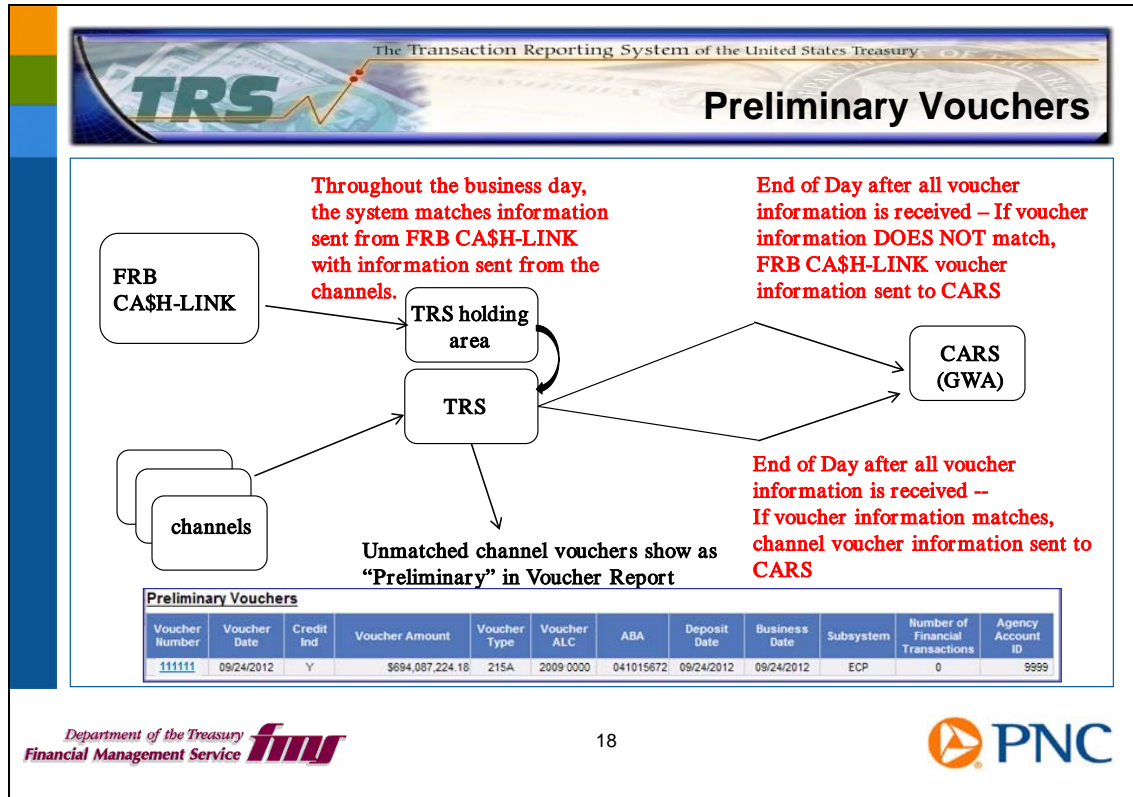 The Transaction Reporting System of the United States Treasury
TRS
Preliminary Vouchers
Throughout the business day,
the system matches information
sent from FRB CA$H-LINK
with information sent from the
channels.
End of Day after all voucher
information is received – If voucher
information DOES NOT match,
FRB CA$H-LINK voucher
information sent to CARS
FRB
CA$H-LINK
TRS holding
area
TRS
CARS
(GWA)
channels
End of Day after all voucher
information is received --
If voucher information matches,
channel voucher information sent to
CARS
Unmatched channel vouchers show as
“Preliminary” in Voucher Report
Preliminary Vouchers
Voucher Number Voucher Date Credit Ind Voucher Amount Voucher Type Voucher ALC ABA Deposit Date Business Date Subsystem Number of Financial Transactions Agency Account ID
111111 09/24/2012 Y $694,087,224.18 215A 2009 0000 041015672 09/24/2012 09/24/2012 ECP 0 9999
Department of the Treasury
Financial Management Service
fms
18
PNC